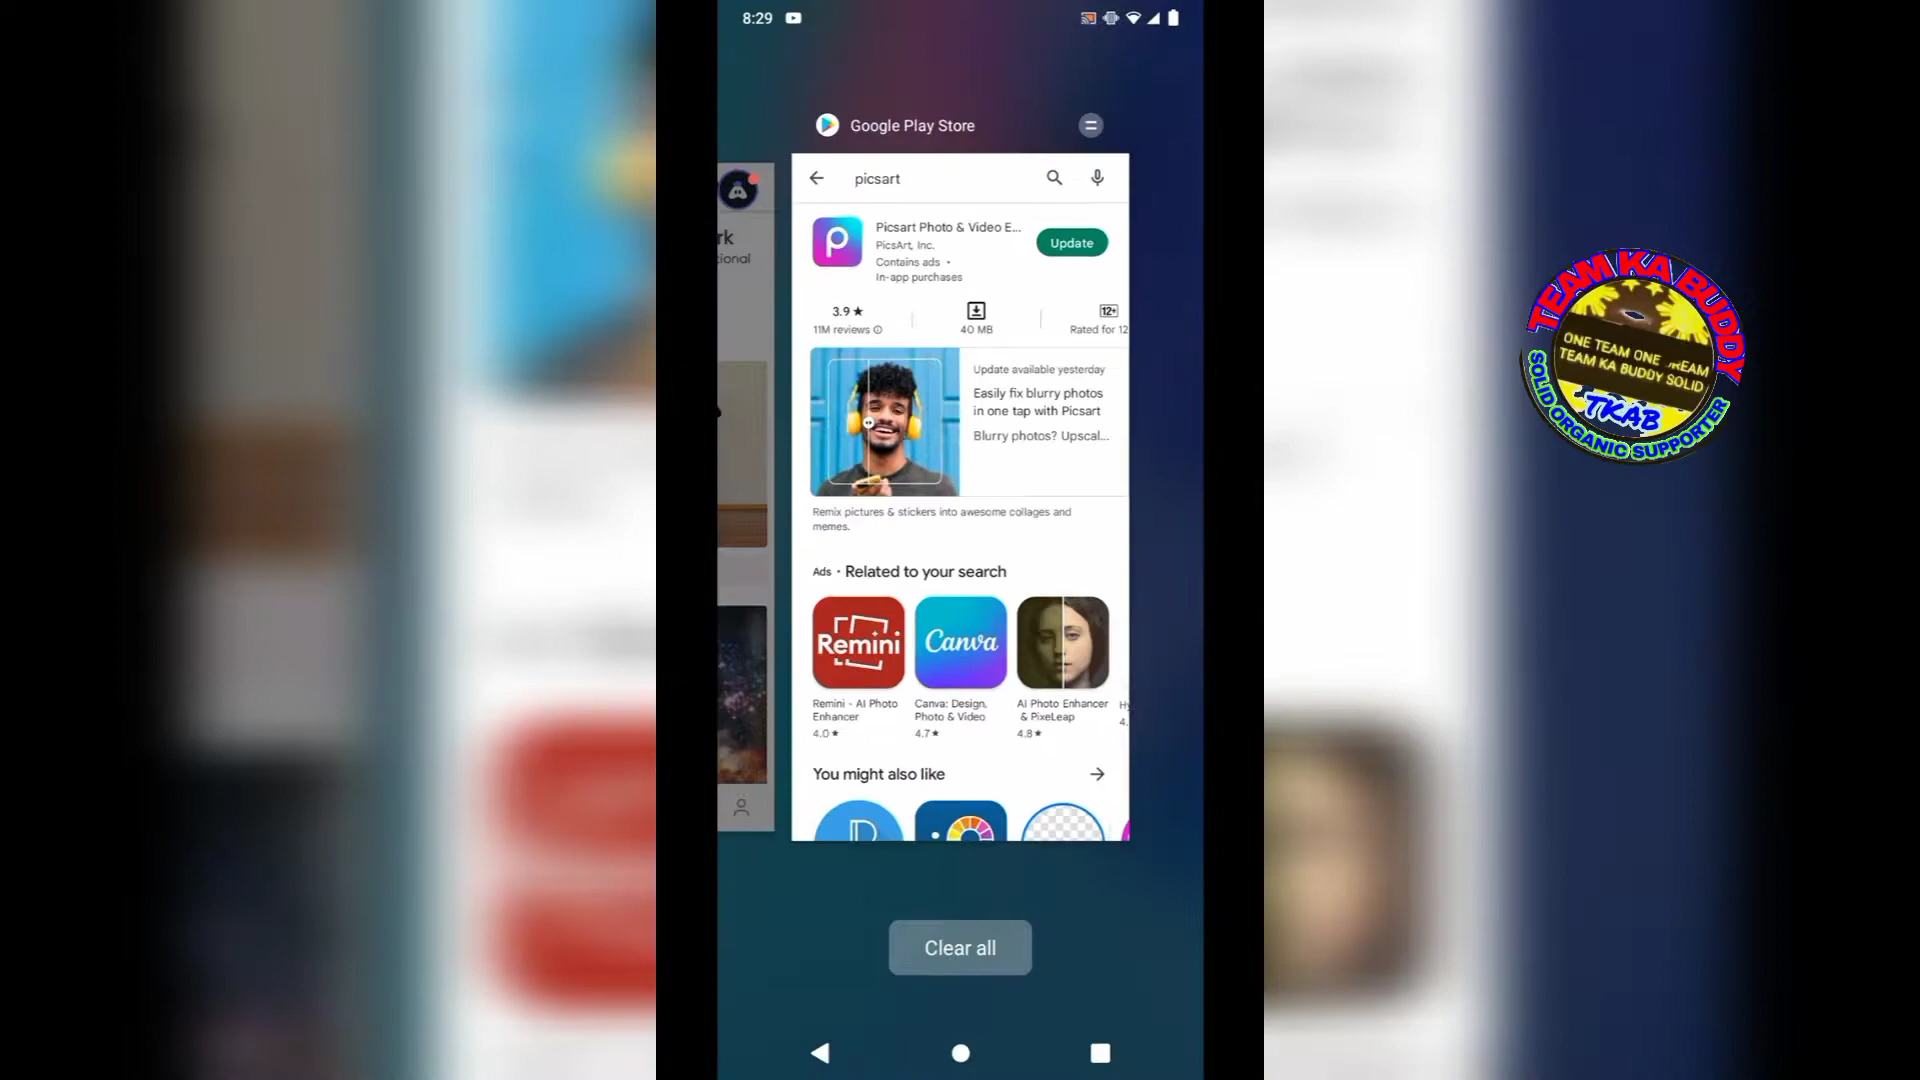 8:29
Google Play Store
picsart
rk
tional
Picsart Photo & Video E...
PicsArt, Inc.
Contains ads •
In-app purchases
Update
3.9 ★
11M reviews
40 MB
12+
Rated for 12
Update available yesterday
Easily fix blurry photos
in one tap with Picsart
Blurry photos? Upscal...
Remix pictures & stickers into awesome collages and
memes.
Ads • Related to your search
Remini
Canva
Remini - AI Photo
Enhancer
4.0 ★
Canva: Design,
Photo & Video
4.7 ★
AI Photo Enhancer
& PixeLeap
4.8 ★
Hy
4.
You might also like
Clear all
TEAM KA BUDDY
ONE TEAM ONE DREAM
TEAM KA BUDDY SOLID
TKAB
SOLID ORGANIC SUPPORTER